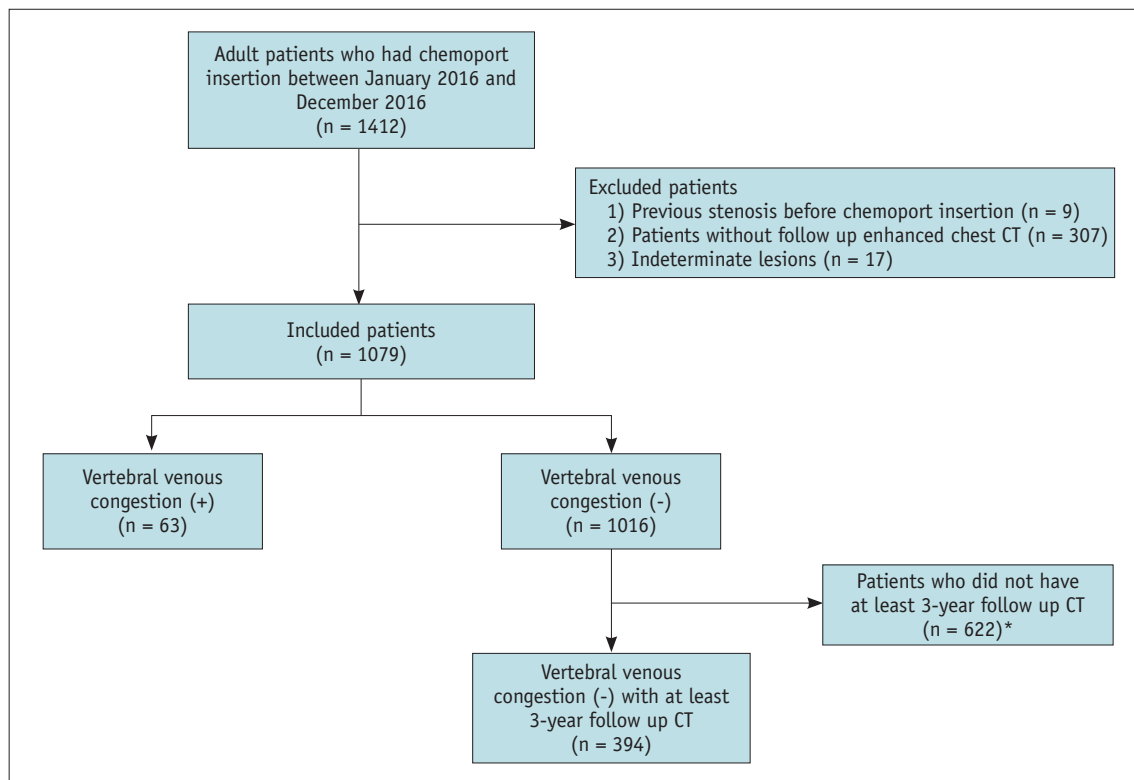 Adult patients who had chemoport
insertion between January 2016 and
December 2016
(n = 1412)
Excluded patients
1) Previous stenosis before chemoport insertion (n = 9)
2) Patients without follow up enhanced chest CT (n = 307)
3) Indeterminate lesions (n = 17)
Included patients
(n = 1079)
Vertebral venous
congestion (+)
(n = 63)
Vertebral venous
congestion (-)
(n = 1016)
Patients who did not have
at least 3-year follow up CT
(n = 622)*
Vertebral venous
congestion (-) with at least
3-year follow up CT
(n = 394)